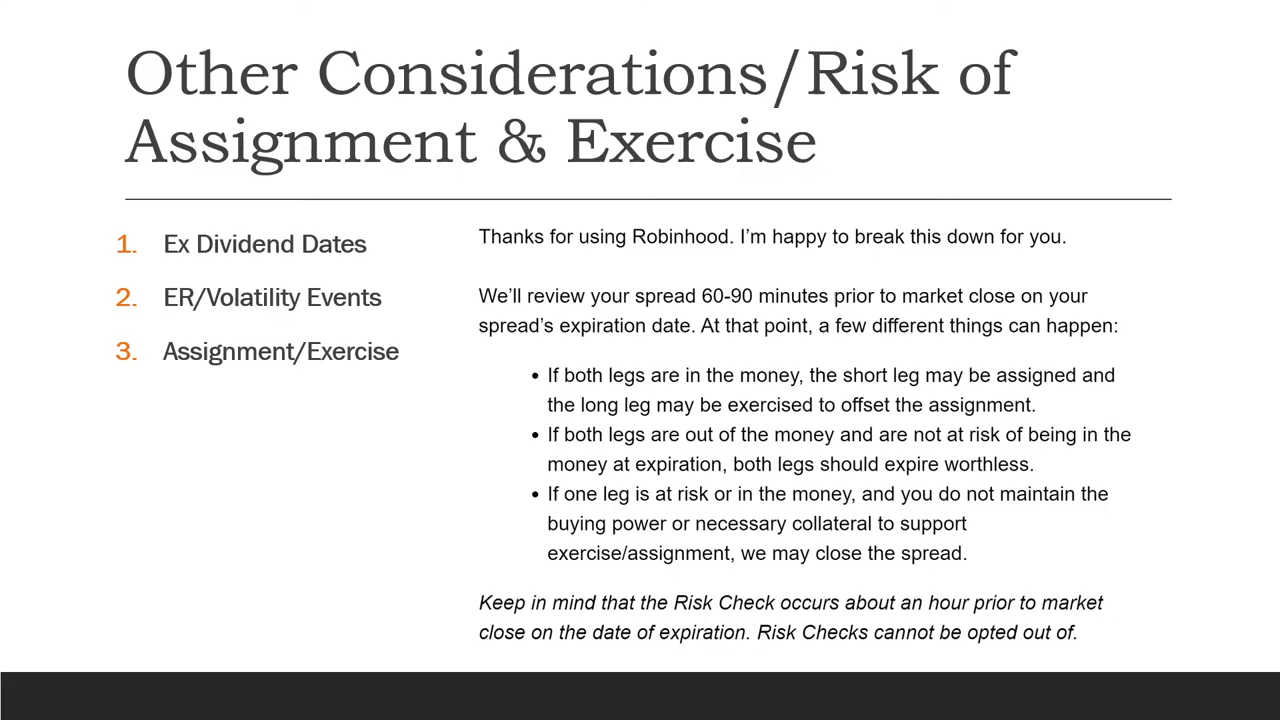 Other Considerations/Risk of
Assignment & Exercise
1. Ex Dividend Dates
2. ER/Volatility Events
3. Assignment/Exercise
Thanks for using Robinhood. I’m happy to break this down for you.
We’ll review your spread 60-90 minutes prior to market close on your
spread’s expiration date. At that point, a few different things can happen:
• If both legs are in the money, the short leg may be assigned and
the long leg may be exercised to offset the assignment.
• If both legs are out of the money and are not at risk of being in the
money at expiration, both legs should expire worthless.
• If one leg is at risk or in the money, and you do not maintain the
buying power or necessary collateral to support
exercise/assignment, we may close the spread.
Keep in mind that the Risk Check occurs about an hour prior to market
close on the date of expiration. Risk Checks cannot be opted out of.